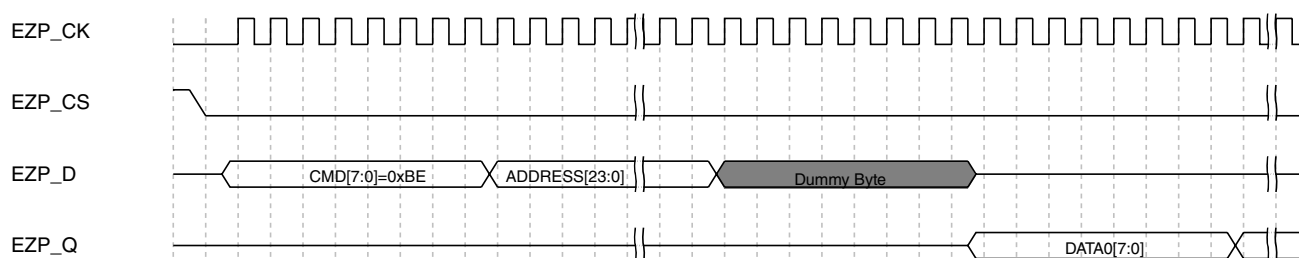 EZP_CK
EZP_CS
EZP_D CMD[7:0]=0xBE ADDRESS[23:0] Dummy Byte
EZP_Q DATA0[7:0]